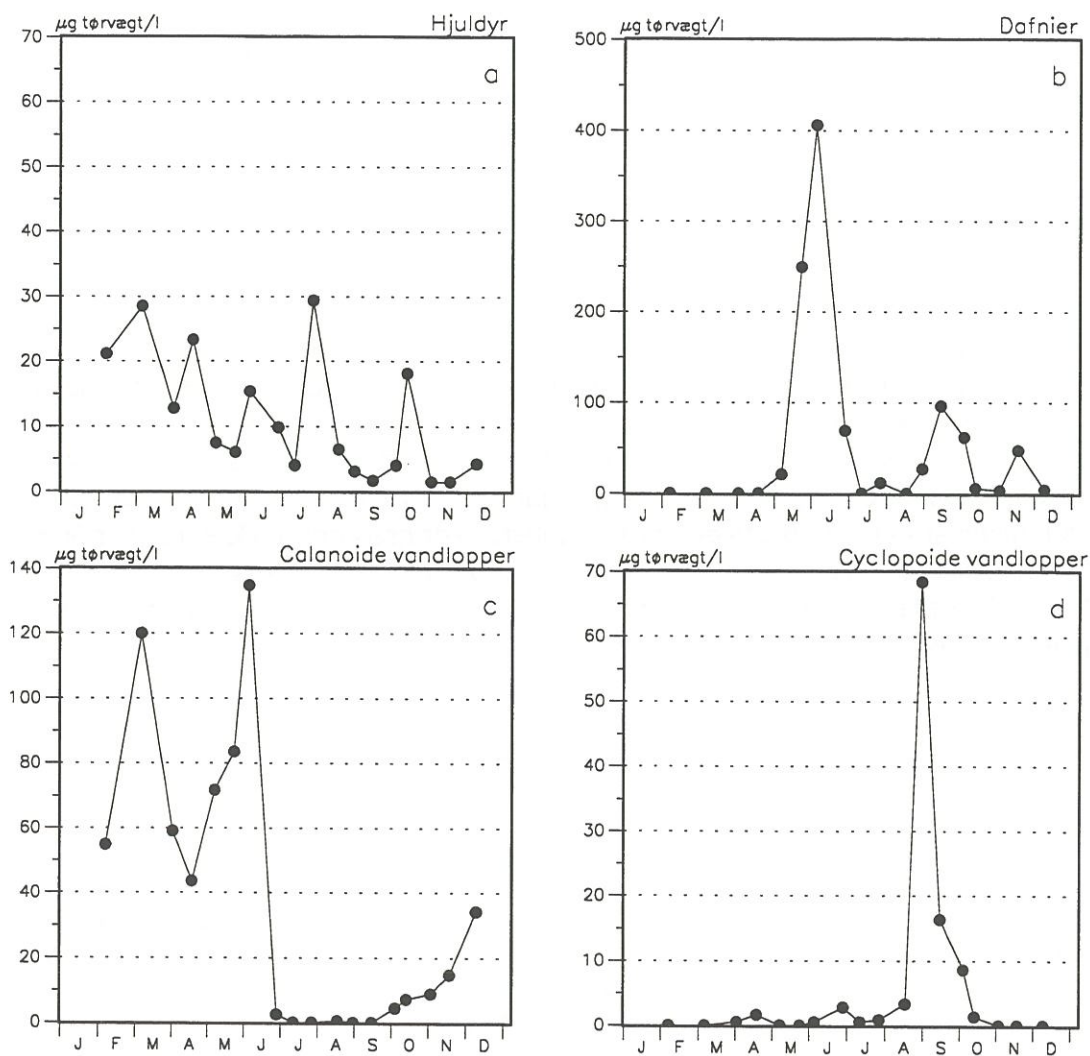 µg tørvægt/l Hjuldyr
a
70
60
50
40
30
20
10
0
J F M A M J J A S O N D
µg tørvægt/l Dafnier
b
500
400
300
200
100
0
J F M A M J J A S O N D
µg tørvægt/l Calanoide vandlopper
c
140
120
100
80
60
40
20
0
J F M A M J J A S O N D
µg tørvægt/l Cyclopoide vandlopper
d
70
60
50
40
30
20
10
0
J F M A M J J A S O N D